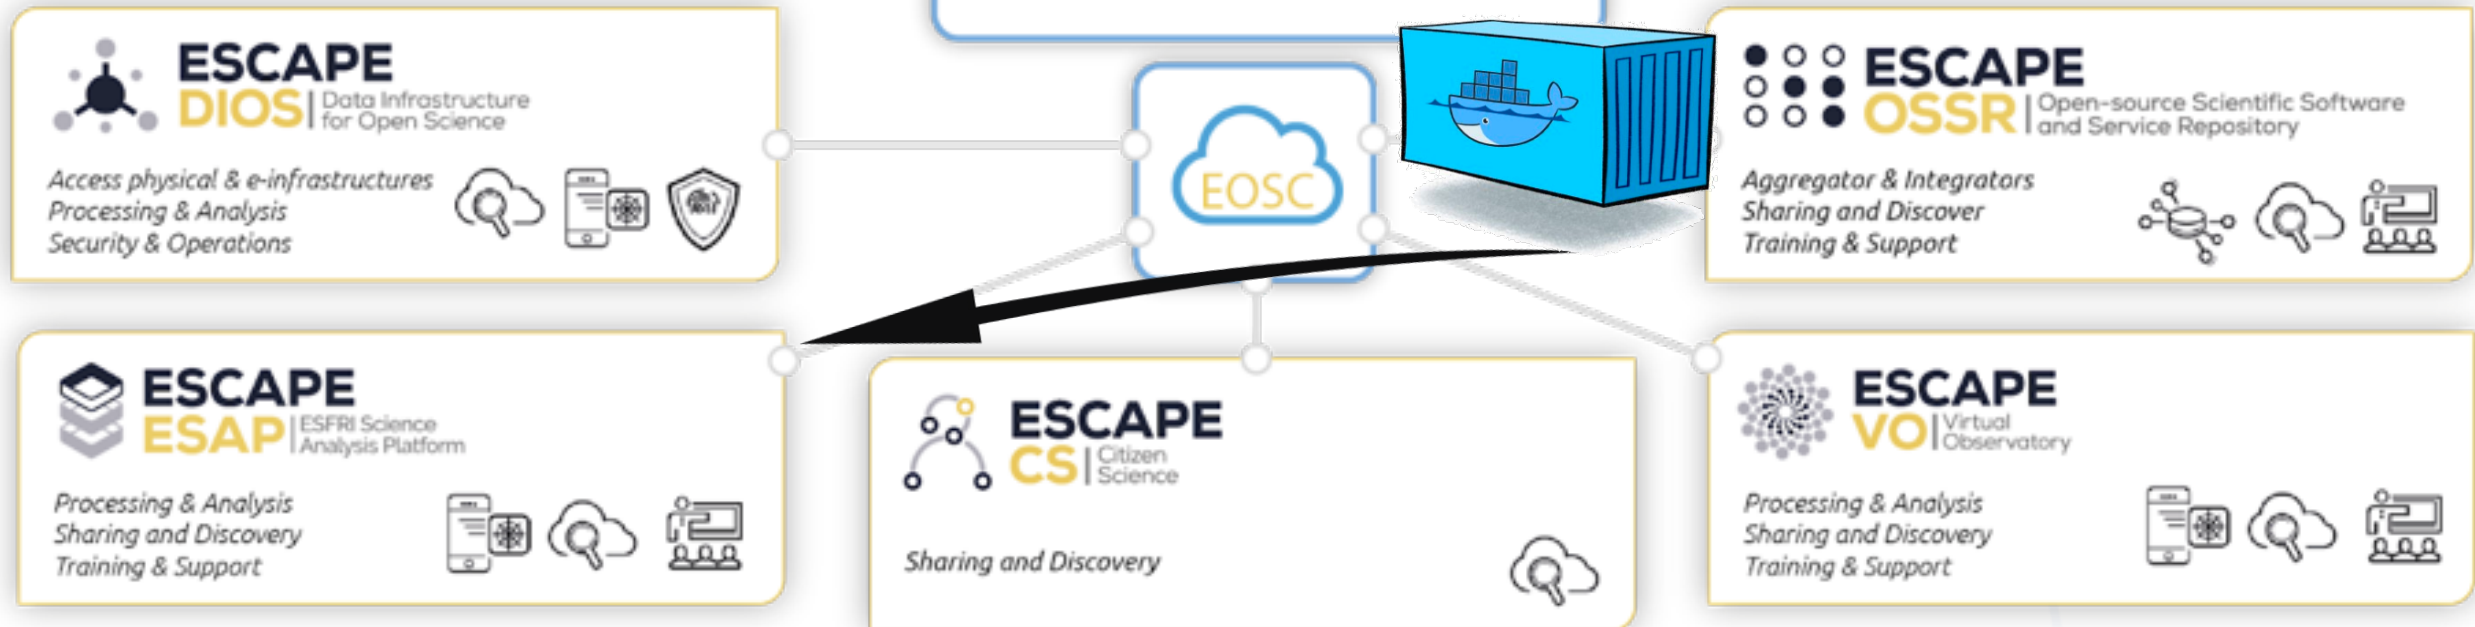 ESCAPE
DIOS | Data Infrastructure
for Open Science
Access physical & e-infrastructures
Processing & Analysis
Security & Operations
EOSC
ESCAPE
OSSR | Open-source Scientific Software
and Service Repository
Aggregator & Integrators
Sharing and Discover
Training & Support
ESCAPE
ESAP | ESFRI Science
Analysis Platform
Processing & Analysis
Sharing and Discovery
Training & Support
ESCAPE
CS | Citizen
Science
Sharing and Discovery
ESCAPE
VO | Virtual
Observatory
Processing & Analysis
Sharing and Discovery
Training & Support